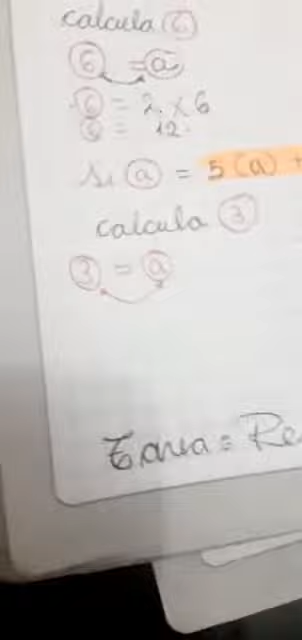 calcula ⑥
⑥ = ⓐ
⑥ = 2 × 6
⑥ = 12
Si ⓐ = 5(a) +
calcula ③
③ = ⓐ
Tarea = Re